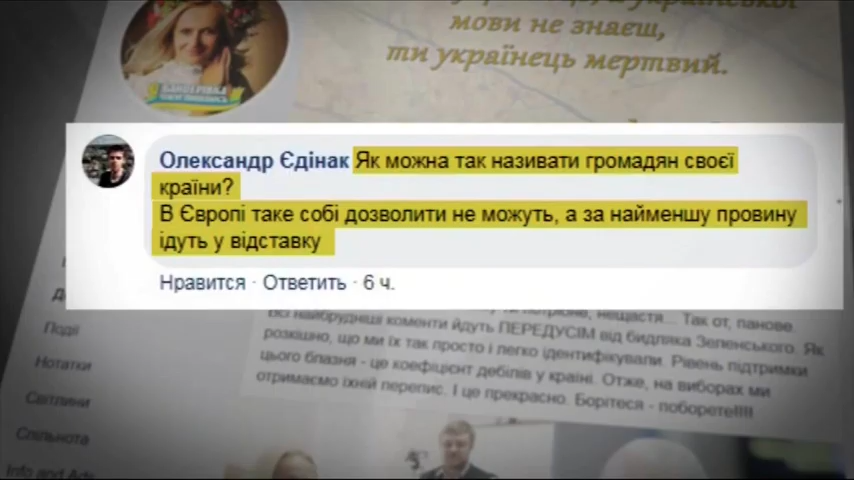 мови не знаєш,
ти українець мертвий.
БАНДЕРІВКА
Олександр Єдінак Як можна так називати громадян своєї
країни?
В Європі таке собі дозволити не можуть, а за найменшу провину
ідуть у відставку
Нравится · Ответить · 6 ч.
нещастя... Так от, панове.
Всі найбрудніші коменти йдуть ПЕРЕДУСІМ від бидляка Зеленського. Як
розкішно, що ми їх так просто і легко ідентифікували. Рівень підтримки
цього блазня - це коефіцієнт дебілів у країні. Отже, на виборах ми
отримаємо їхній перепис. І це прекрасно. Борітеся - поборете!!!!
Події
Нотатки
Світлини
Спільнота
Info and Ads